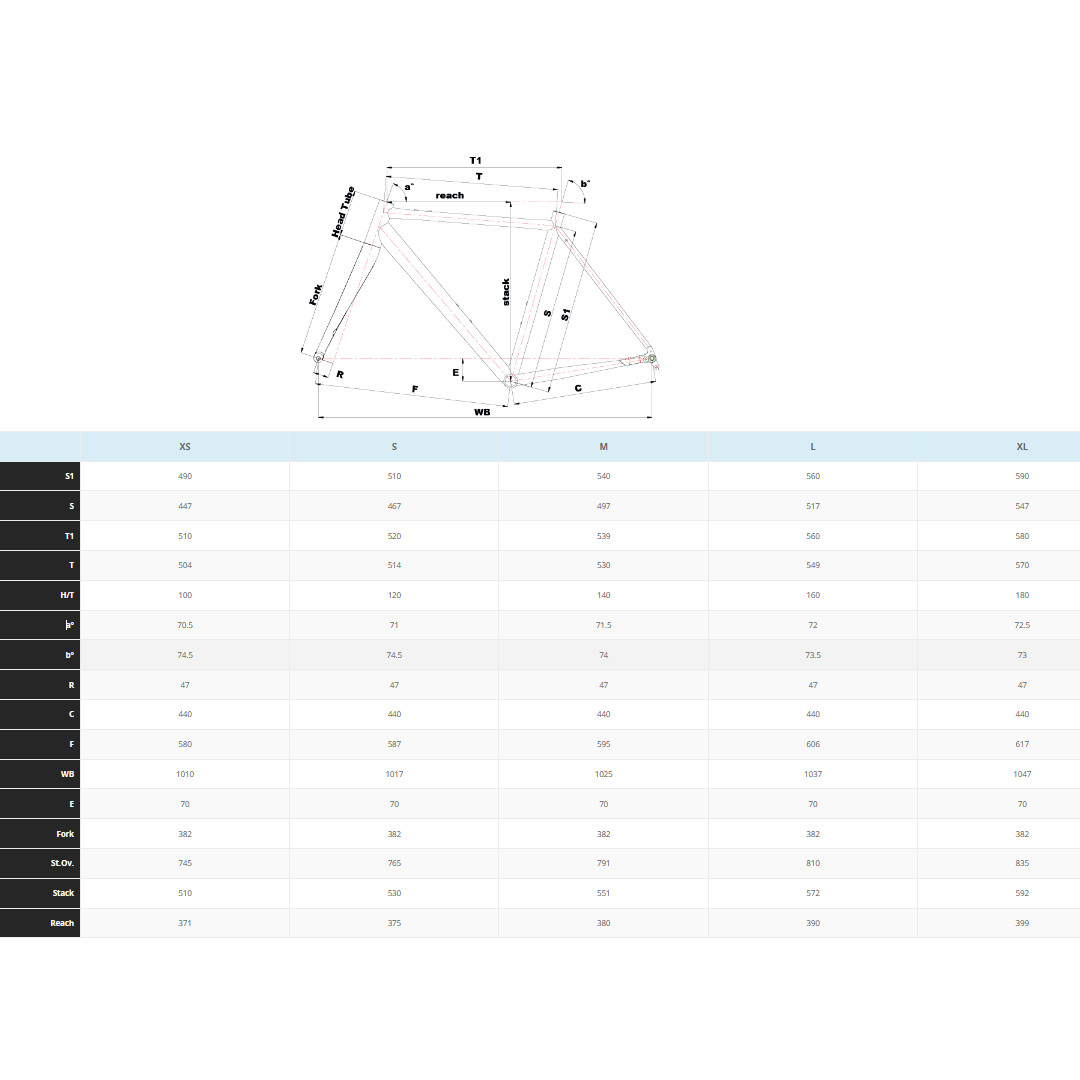 T1
T
a°
b°
reach
Head Tube
stack
Fork
S
S1
E
R
F
C
WB
XS S M L XL
S1 490 510 540 560 590
S 447 467 497 517 547
T1 510 520 539 560 580
T 504 514 530 549 570
H/T 100 120 140 160 180
aº 70.5 71 71.5 72 72.5
bº 74.5 74.5 74 73.5 73
R 47 47 47 47 47
C 440 440 440 440 440
F 580 587 595 606 617
WB 1010 1017 1025 1037 1047
E 70 70 70 70 70
Fork 382 382 382 382 382
St.Ov. 745 765 791 810 835
Stack 510 530 551 572 592
Reach 371 375 380 390 399